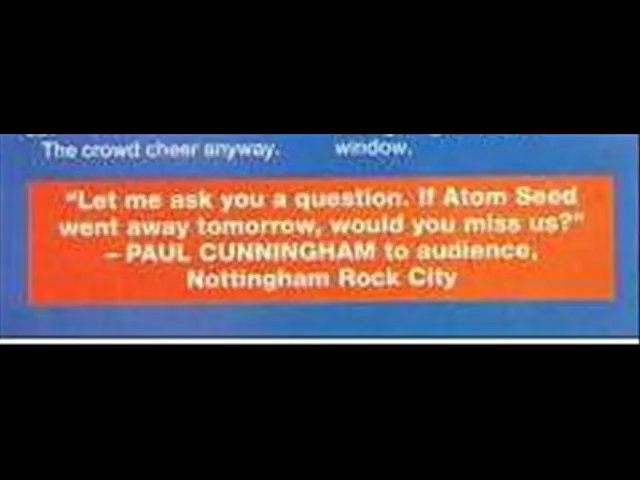 The crowd cheer anyway.
window.
"Let me ask you a question. If Atom Seed
went away tomorrow, would you miss us?"
– PAUL CUNNINGHAM to audience,
Nottingham Rock City